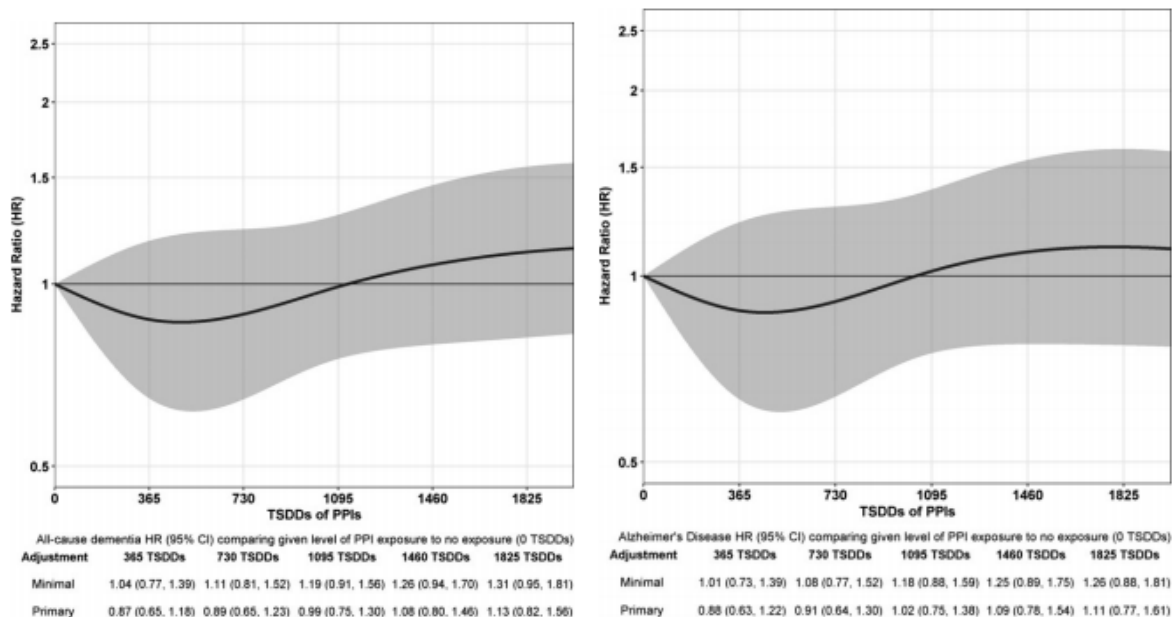 2.5
2
1.5
1
0.5
Hazard Ratio (HR)
0 365 730 1095 1460 1825
TSDDs of PPIs
All-cause dementia HR (95% CI) comparing given level of PPI exposure to no exposure (0 TSDDs)
Adjustment 365 TSDDs 730 TSDDs 1095 TSDDs 1460 TSDDs 1825 TSDDs
Minimal 1.04 (0.77, 1.39) 1.11 (0.81, 1.52) 1.19 (0.91, 1.56) 1.26 (0.94, 1.70) 1.31 (0.95, 1.81)
Primary 0.87 (0.65, 1.18) 0.89 (0.65, 1.23) 0.99 (0.75, 1.30) 1.08 (0.80, 1.46) 1.13 (0.82, 1.56)
2.5
2
1.5
1
0.5
Hazard Ratio (HR)
0 365 730 1095 1460 1825
TSDDs of PPIs
Alzheimer's Disease HR (95% CI) comparing given level of PPI exposure to no exposure (0 TSDDs)
Adjustment 365 TSDDs 730 TSDDs 1095 TSDDs 1460 TSDDs 1825 TSDDs
Minimal 1.01 (0.73, 1.39) 1.08 (0.77, 1.52) 1.18 (0.88, 1.59) 1.25 (0.89, 1.75) 1.26 (0.88, 1.81)
Primary 0.88 (0.63, 1.22) 0.91 (0.64, 1.30) 1.02 (0.75, 1.38) 1.09 (0.78, 1.54) 1.11 (0.77, 1.61)